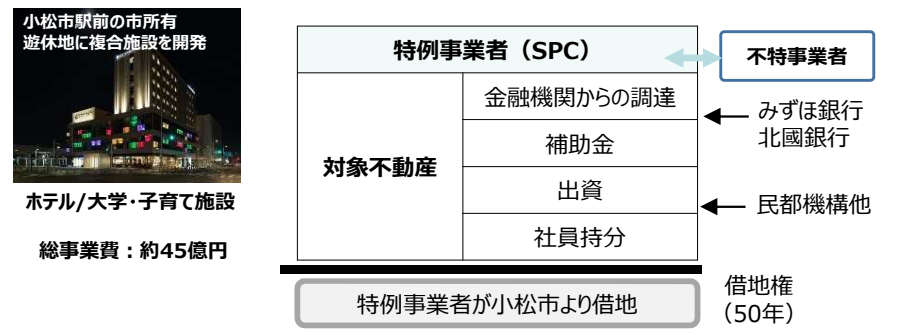 小松市駅前の市所有
遊休地に複合施設を開発
ホテル/大学・子育て施設
総事業費：約45億円
特例事業者（SPC）
不特事業者
対象不動産
金融機関からの調達
補助金
出資
社員持分
みずほ銀行
北國銀行
民都機構他
特例事業者が小松市より借地
借地権
（50年）